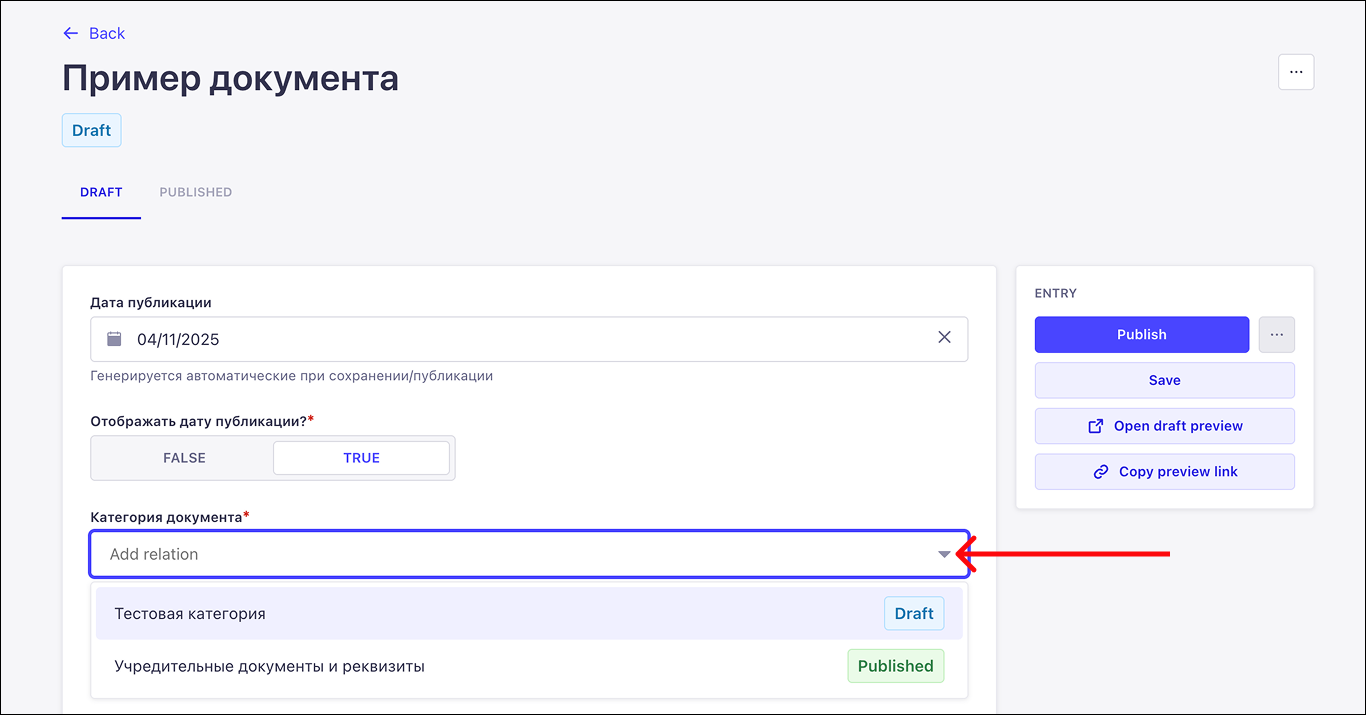 Back
Пример документа
...
Draft
DRAFT
PUBLISHED
Дата публикации
04/11/2025
Генерируется автоматические при сохранении/публикации
Отображать дату публикации?*
FALSE
TRUE
Категория документа*
Add relation
Тестовая категория
Draft
Учредительные документы и реквизиты
Published
ENTRY
Publish
...
Save
Open draft preview
Copy preview link